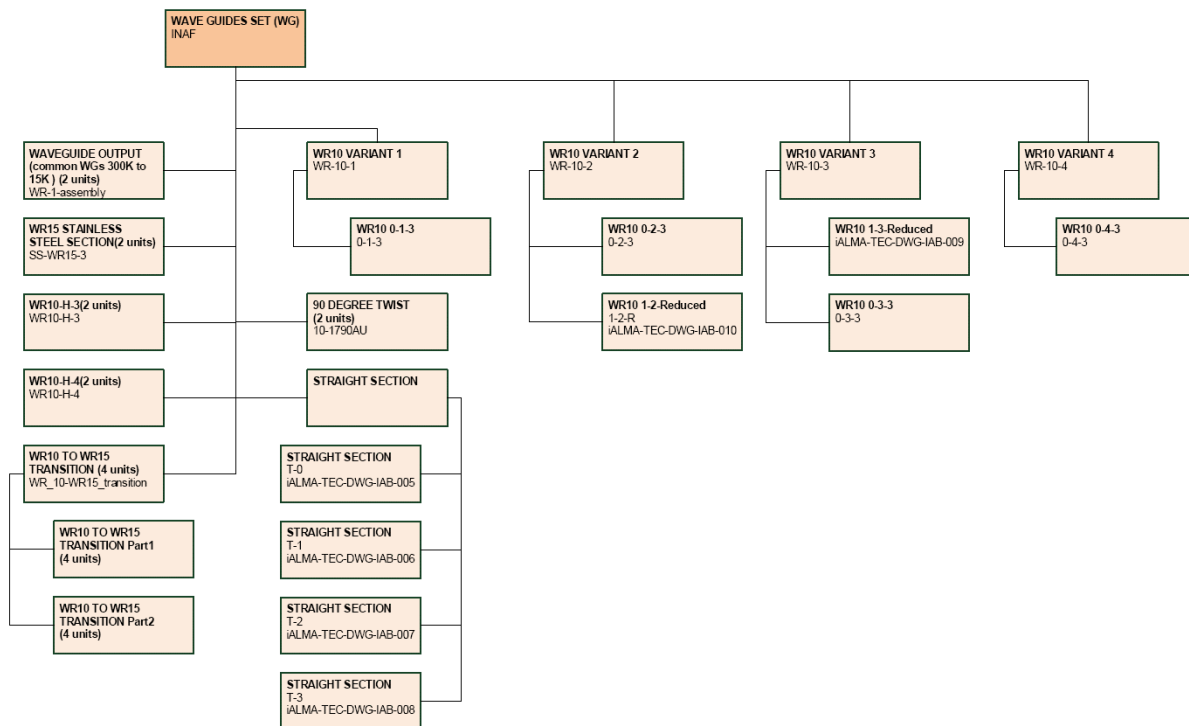 WAVE GUIDES SET (WG)
INAF
WAVEGUIDE OUTPUT
(common WGs 300K to
15K ) (2 units)
WR-1-assembly
WR15 STAINLESS
STEEL SECTION(2 units)
SS-WR15-3
WR10-H-3(2 units)
WR10-H-3
WR10-H-4(2 units)
WR10-H-4
WR10 TO WR15
TRANSITION (4 units)
WR_10-WR15_transition
WR10 TO WR15
TRANSITION Part1
(4 units)
WR10 TO WR15
TRANSITION Part2
(4 units)
WR10 VARIANT 1
WR-10-1
WR10 0-1-3
0-1-3
90 DEGREE TWIST
(2 units)
10-1790AU
STRAIGHT SECTION
STRAIGHT SECTION
T-0
iALMA-TEC-DWG-IAB-005
STRAIGHT SECTION
T-1
iALMA-TEC-DWG-IAB-006
STRAIGHT SECTION
T-2
iALMA-TEC-DWG-IAB-007
STRAIGHT SECTION
T-3
iALMA-TEC-DWG-IAB-008
WR10 VARIANT 2
WR-10-2
WR10 0-2-3
0-2-3
WR10 1-2-Reduced
1-2-R
iALMA-TEC-DWG-IAB-010
WR10 VARIANT 3
WR-10-3
WR10 1-3-Reduced
iALMA-TEC-DWG-IAB-009
WR10 0-3-3
0-3-3
WR10 VARIANT 4
WR-10-4
WR10 0-4-3
0-4-3